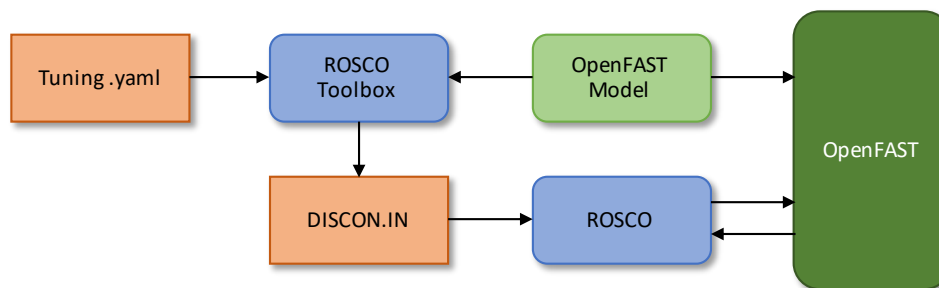 Tuning .yaml
ROSCO
Toolbox
OpenFAST
Model
OpenFAST
DISCON.IN
ROSCO